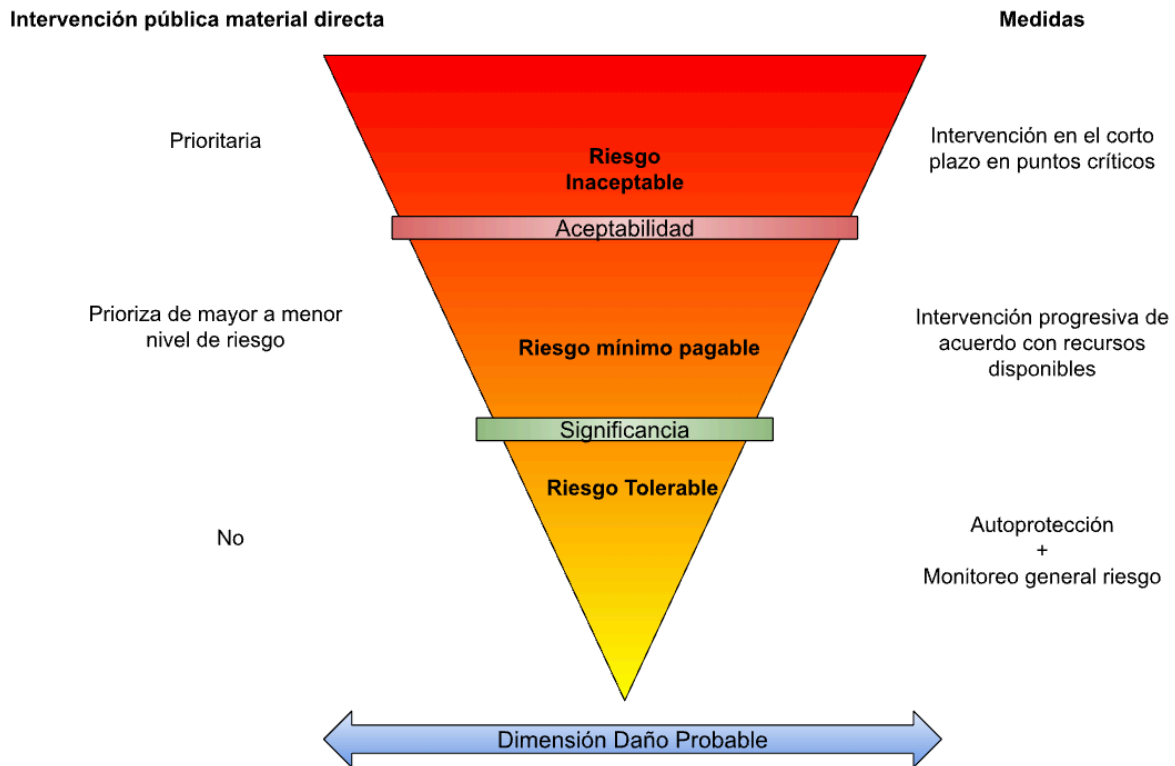 Intervención pública material directa
Medidas
Prioritaria
Riesgo
Inaceptable
Intervención en el corto
plazo en puntos críticos
Aceptabilidad
Prioriza de mayor a menor
nivel de riesgo
Riesgo mínimo pagable
Intervención progresiva de
acuerdo con recursos
disponibles
Significancia
Riesgo Tolerable
No
Autoprotección
+
Monitoreo general riesgo
Dimensión Daño Probable